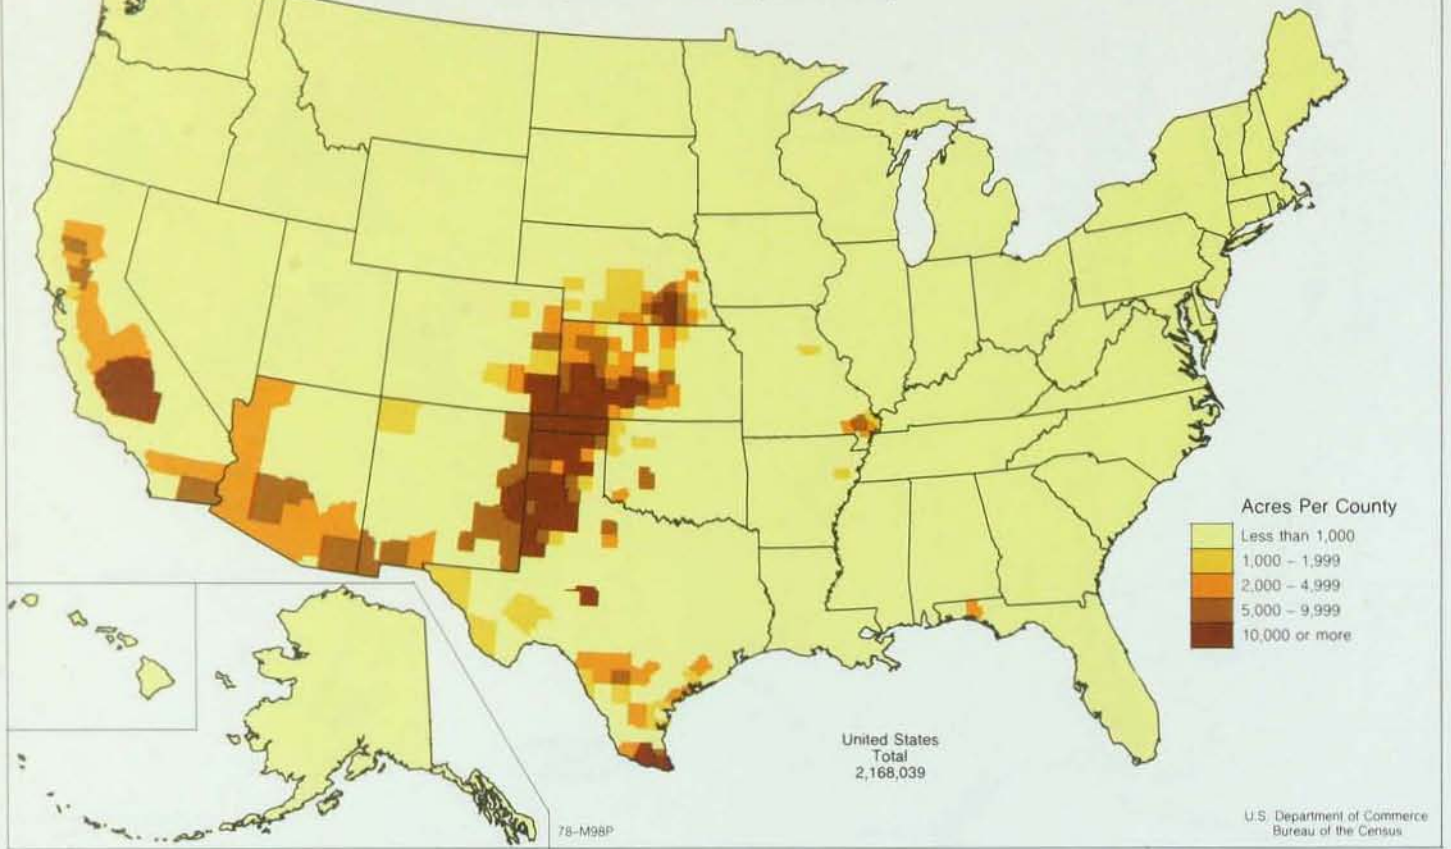 Acres Per County
Less than 1,000
1,000 – 1,999
2,000 – 4,999
5,000 – 9,999
10,000 or more
United States
Total
2,168,039
78-M98P
U.S. Department of Commerce
Bureau of the Census